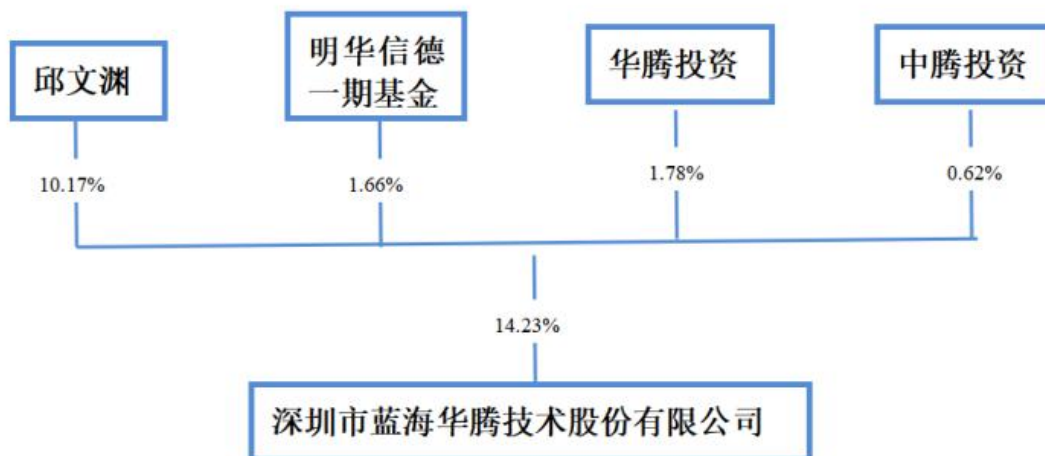 邱文渊
明华信德
一期基金
华腾投资
中腾投资
10.17%
1.66%
1.78%
0.62%
14.23%
深圳市蓝海华腾技术股份有限公司